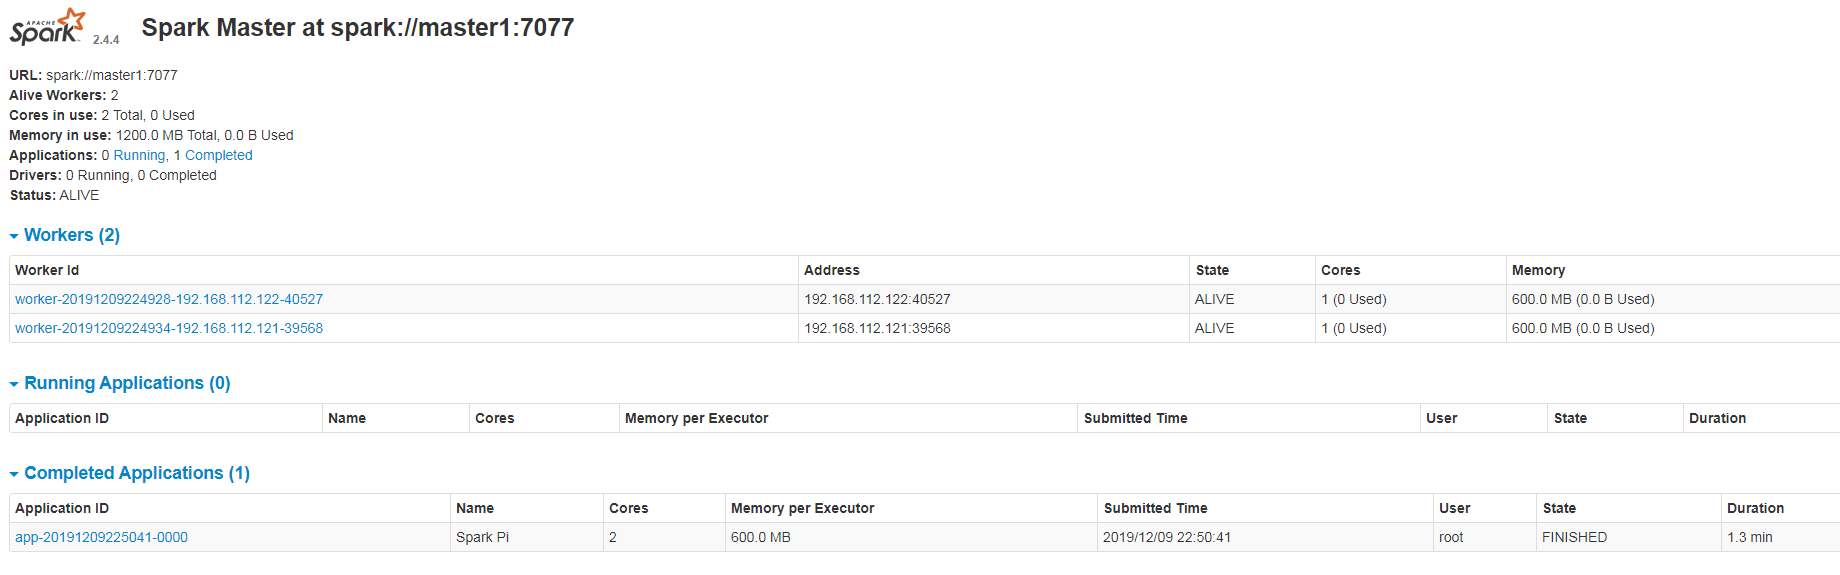 APACHE
Spark 2.4.4 Spark Master at spark://master1:7077
URL: spark://master1:7077
Alive Workers: 2
Cores in use: 2 Total, 0 Used
Memory in use: 1200.0 MB Total, 0.0 B Used
Applications: 0 Running, 1 Completed
Drivers: 0 Running, 0 Completed
Status: ALIVE
Workers (2)
Worker Id Address State Cores Memory
worker-20191209224928-192.168.112.122-40527 192.168.112.122:40527 ALIVE 1 (0 Used) 600.0 MB (0.0 B Used)
worker-20191209224934-192.168.112.121-39568 192.168.112.121:39568 ALIVE 1 (0 Used) 600.0 MB (0.0 B Used)
Running Applications (0)
Application ID Name Cores Memory per Executor Submitted Time User State Duration
Completed Applications (1)
Application ID Name Cores Memory per Executor Submitted Time User State Duration
app-20191209225041-0000 Spark Pi 2 600.0 MB 2019/12/09 22:50:41 root FINISHED 1.3 min